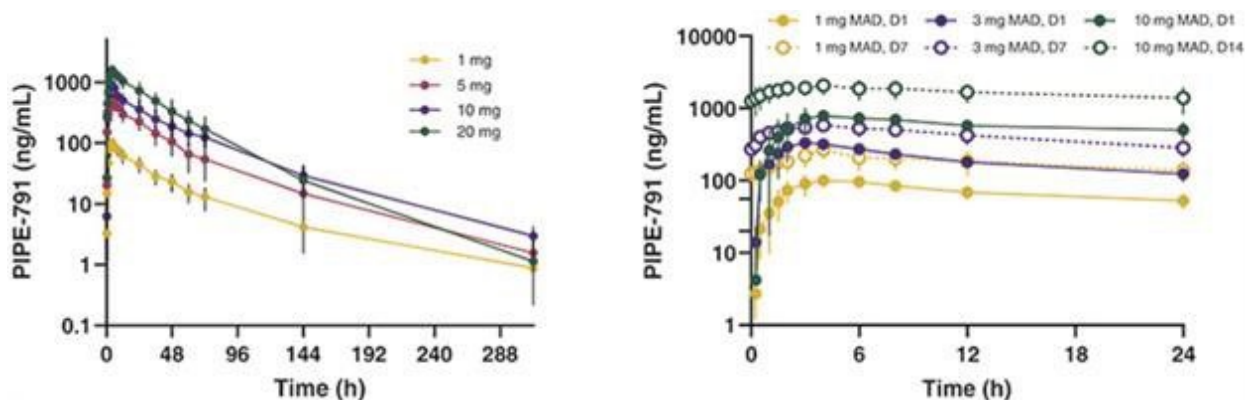 PIPE-791 (ng/mL)
1000
100
10
1
0.1
0 48 96 144 192 240 288
Time (h)
1 mg
5 mg
10 mg
20 mg
1 mg MAD, D1 3 mg MAD, D1 10 mg MAD, D1
1 mg MAD, D7 3 mg MAD, D7 10 mg MAD, D14
PIPE-791 (ng/mL)
10000
1000
100
10
1
0 6 12 18 24
Time (h)